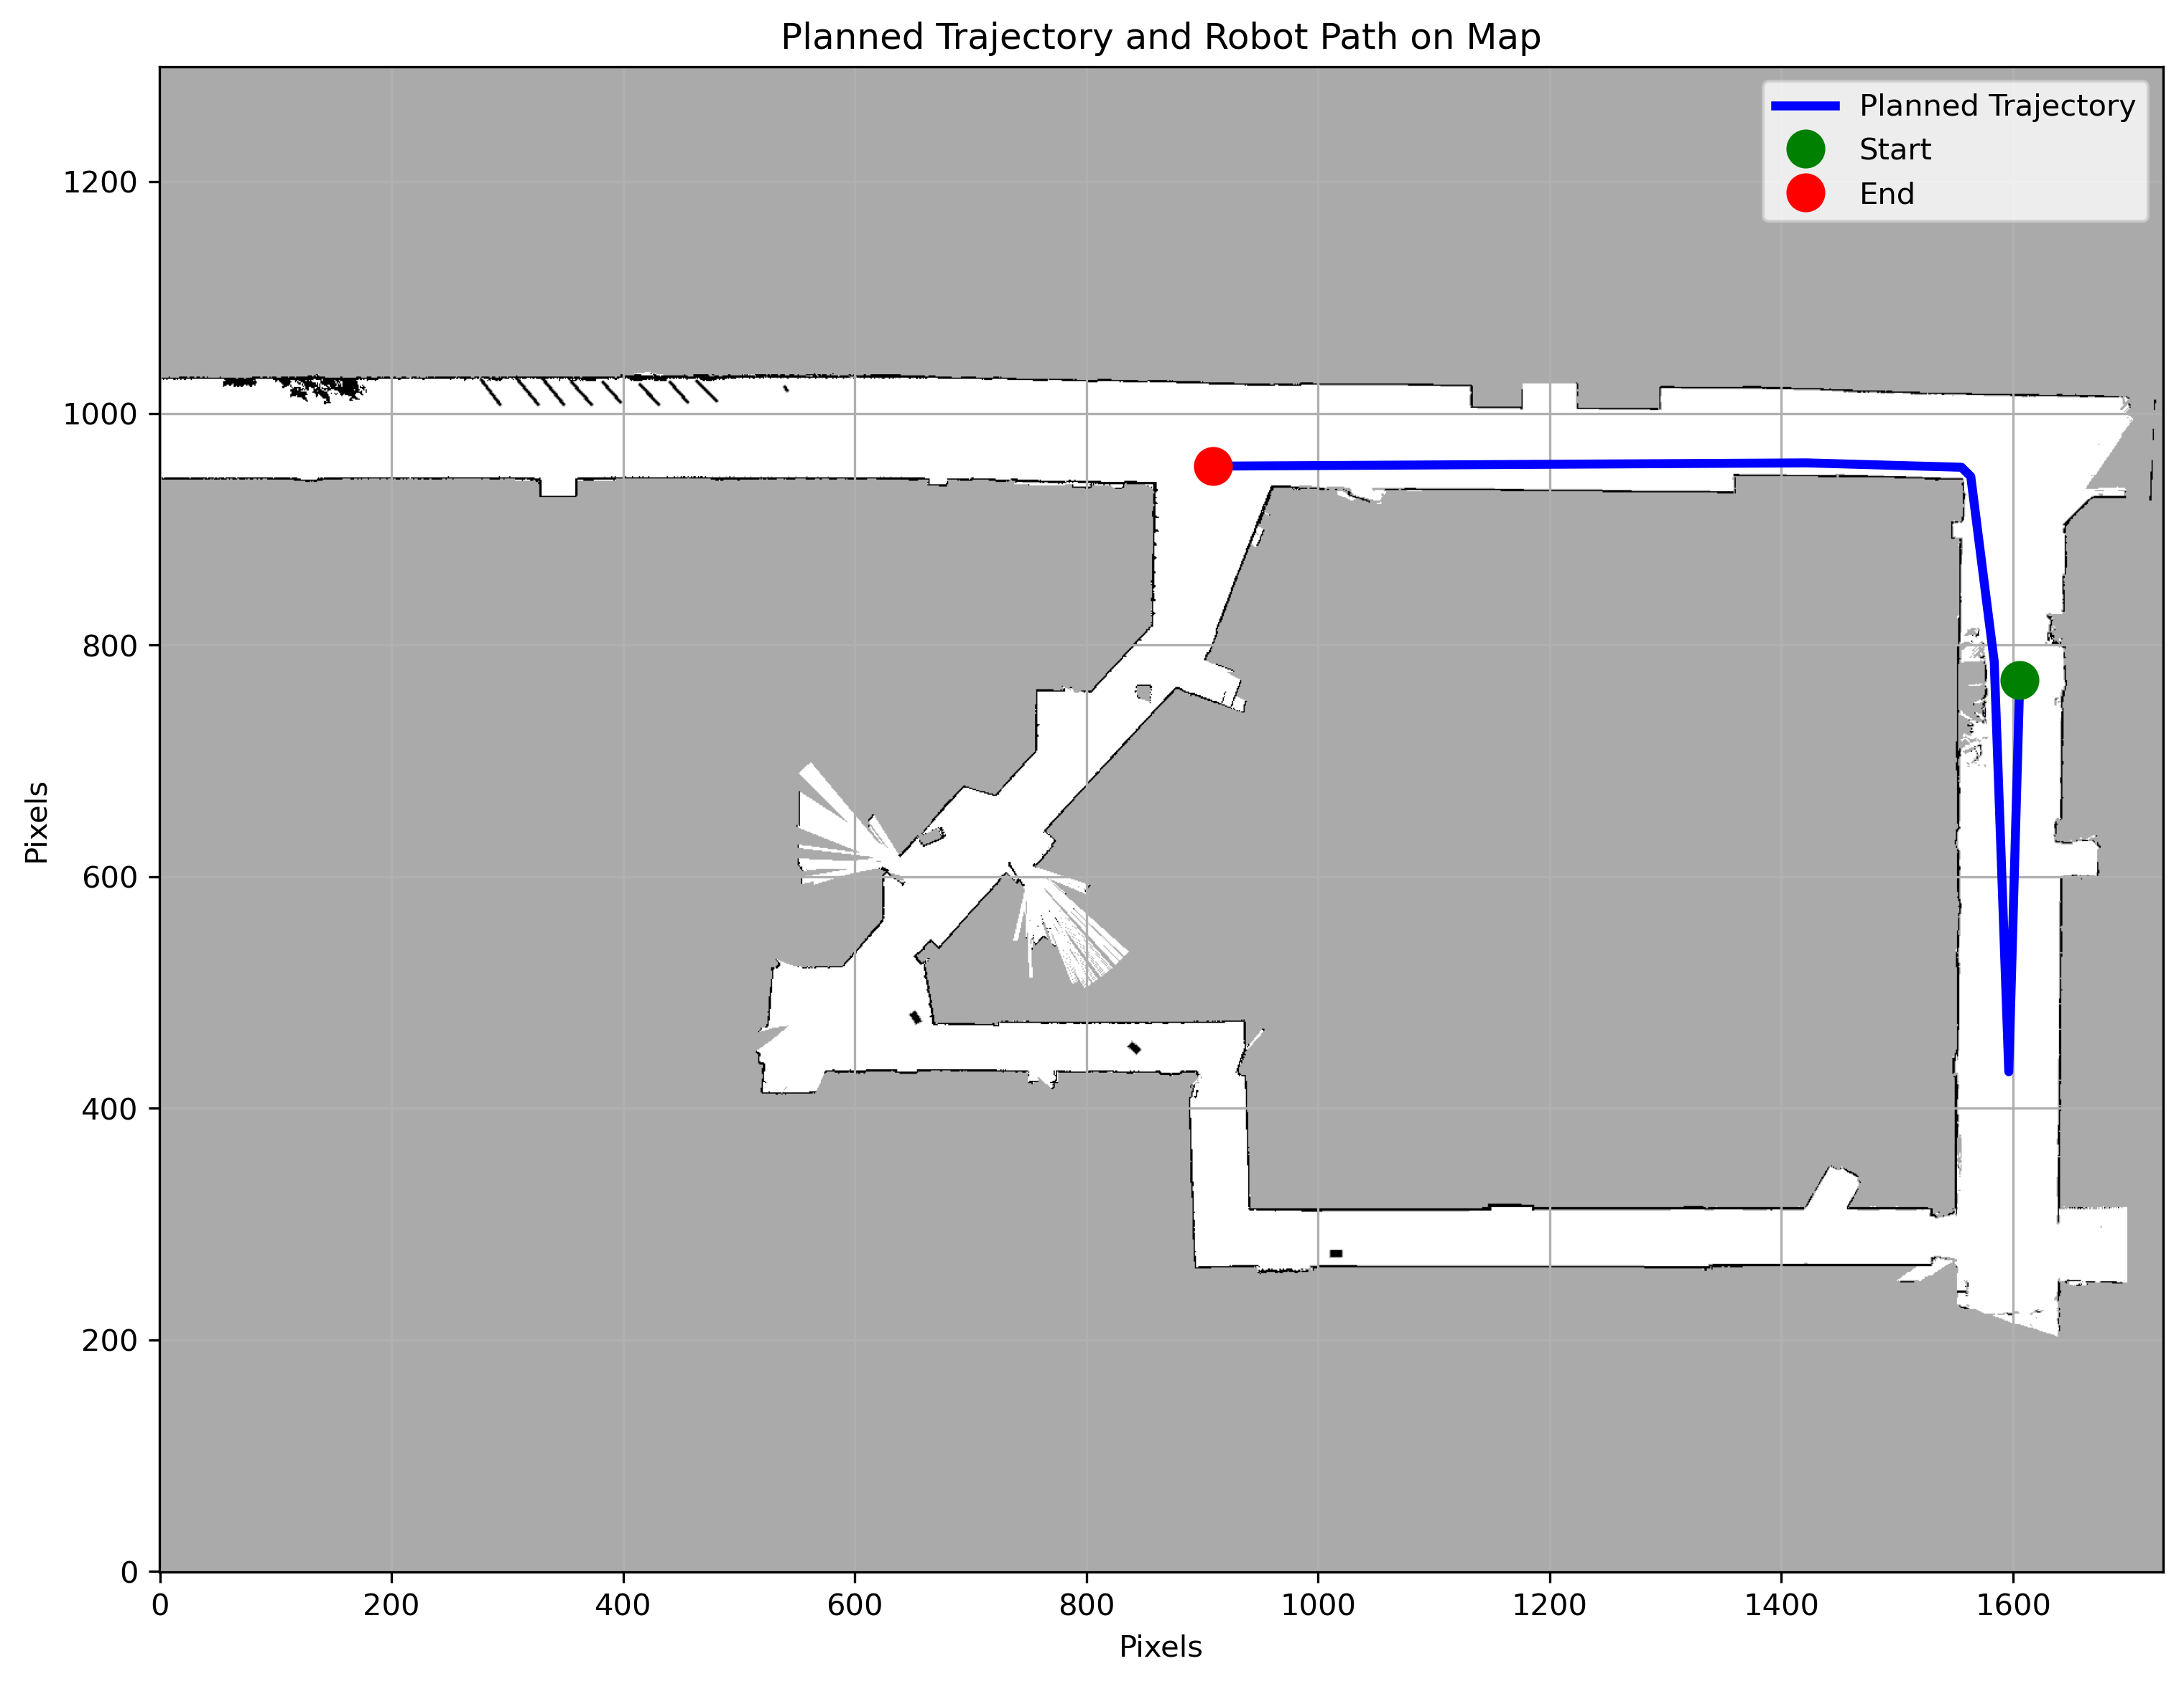 Planned Trajectory and Robot Path on Map
Planned Trajectory
Start
End
Pixels
1200
1000
800
600
400
200
0
0 200 400 600 800 1000 1200 1400 1600
Pixels